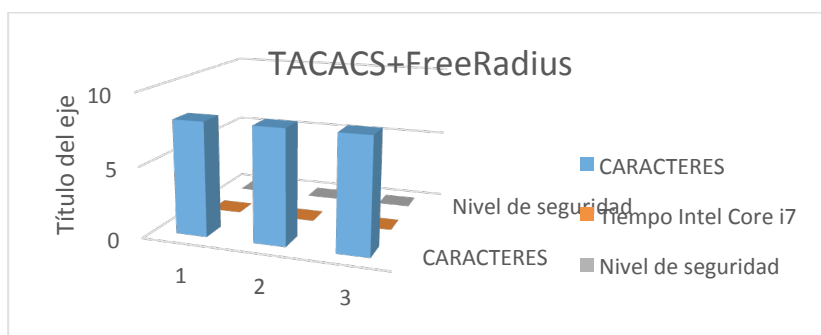 TACACS+FreeRadius
Título del eje
10
5
0
1
2
3
Nivel de seguridad
CARACTERES
CARACTERES
Tiempo Intel Core i7
Nivel de seguridad